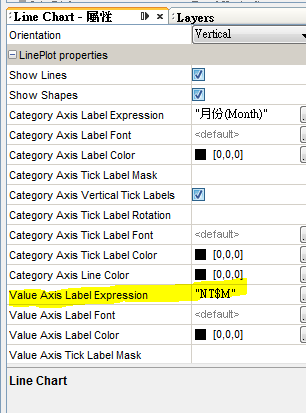 Line Chart - 屬性
Layers
Orientation Vertical
LinePlot properties
Show Lines
Show Shapes
Category Axis Label Expression "月份(Month)"
Category Axis Label Font <default>
Category Axis Label Color [0,0,0]
Category Axis Tick Label Mask
Category Axis Vertical Tick Labels
Category Axis Tick Label Rotation
Category Axis Tick Label Font <default>
Category Axis Tick Label Color [0,0,0]
Category Axis Line Color [0,0,0]
Value Axis Label Expression "NT$M"
Value Axis Label Font <default>
Value Axis Label Color [0,0,0]
Value Axis Tick Label Mask
Line Chart